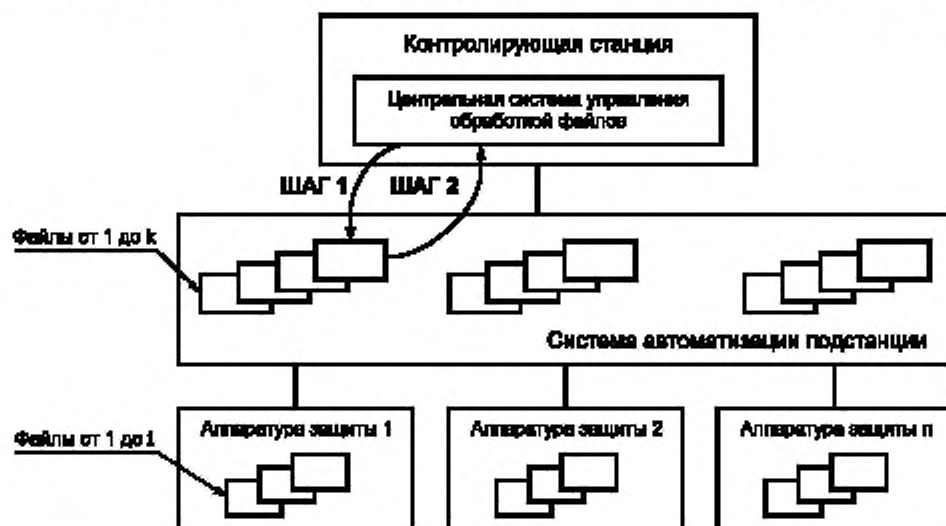 Контролирующая станция
Центральная система управления
обработкой файлов
ШАГ 1
ШАГ 2
Файлы от 1 до k
Система автоматизации подстанции
Аппаратура защиты 1
Аппаратура защиты 2
Аппаратура защиты n
Файлы от 1 до i